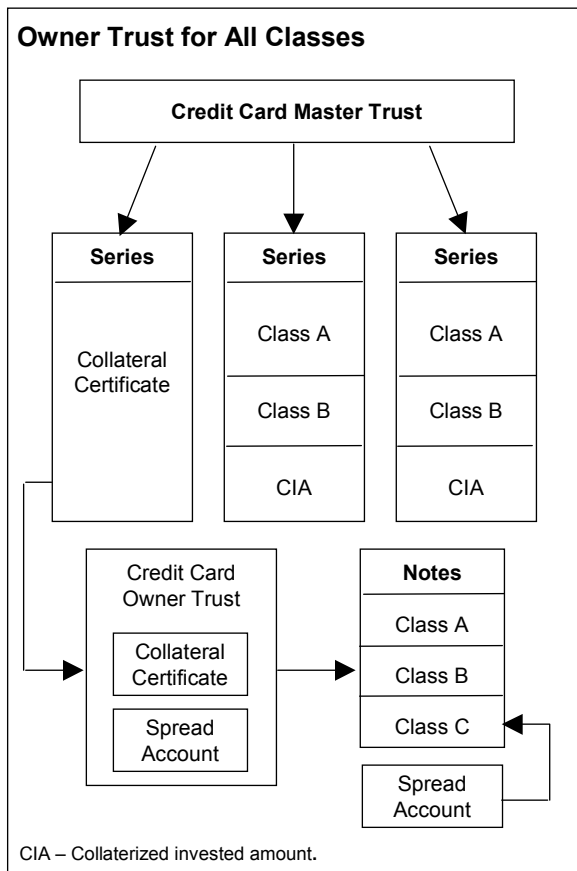 Owner Trust for All Classes
Credit Card Master Trust
Series
Collateral
Certificate
Series
Class A
Class B
CIA
Series
Class A
Class B
CIA
Credit Card
Owner Trust
Collateral
Certificate
Spread
Account
Notes
Class A
Class B
Class C
Spread
Account
CIA – Collaterized invested amount.